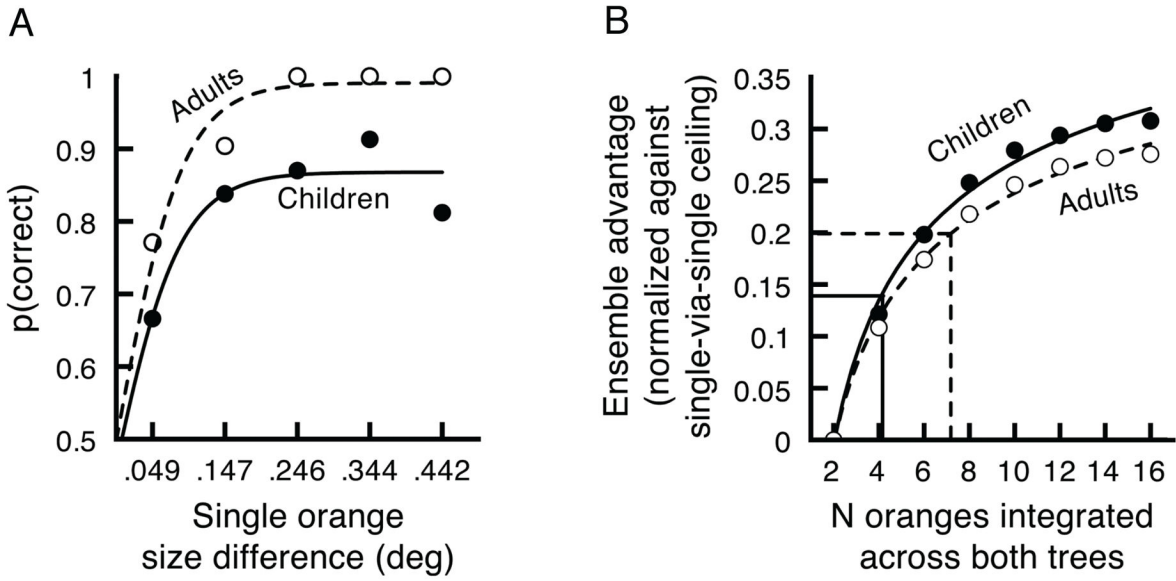 A
p(correct)
1
0.9
0.8
0.7
0.6
0.5
Adults
Children
.049 .147 .246 .344 .442
Single orange
size difference (deg)
B
Ensemble advantage
(normalized against
single-via-single ceiling)
0.35
0.3
0.25
0.2
0.15
0.1
0.05
0
Children
Adults
2 4 6 8 10 12 14 16
N oranges integrated
across both trees